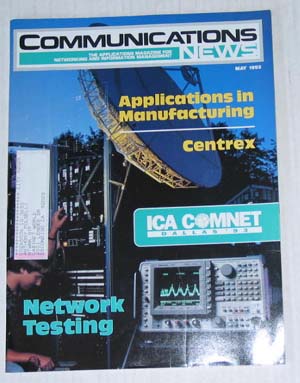 COMMUNICATIONS
NEWS
THE APPLICATIONS MAGAZINE FOR
NETWORKING AND INFORMATION MANAGEMENT
MAY 1993
Applications in
Manufacturing
Centrex
ICA COMNET
DALLAS '93
Network
Testing